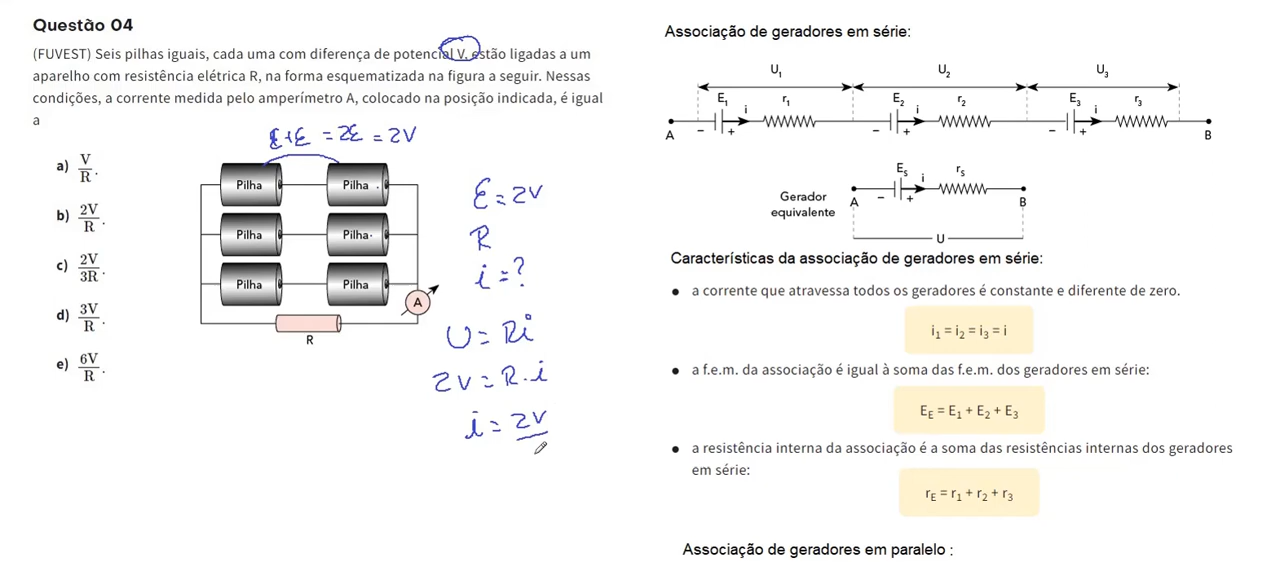 Questão 04
(FUVEST) Seis pilhas iguais, cada uma com diferença de potencial V, estão ligadas a um
aparelho com resistência elétrica R, na forma esquematizada na figura a seguir. Nessas
condições, a corrente medida pelo amperímetro A, colocado na posição indicada, é igual
a
Ɛ+Ɛ = 2Ɛ = 2V
a) V/R.
b) 2V/R.
c) 2V/3R.
d) 3V/R.
e) 6V/R.
Pilha Pilha
Pilha Pilha
Pilha Pilha
A
R
Ɛ = 2V
R
i = ?
U = Ri
2V = R . i
i = 2V
Associação de geradores em série:
U₁ U₂ U₃
E₁ i r₁ E₂ i r₂ E₃ i r₃
A − + − + − + B
Eₛ i rₛ
Gerador
equivalente
A − + B
U
Características da associação de geradores em série:
• a corrente que atravessa todos os geradores é constante e diferente de zero.
i₁ = i₂ = i₃ = i
• a f.e.m. da associação é igual à soma das f.e.m. dos geradores em série:
E_E = E₁ + E₂ + E₃
• a resistência interna da associação é a soma das resistências internas dos geradores
em série:
r_E = r₁ + r₂ + r₃
Associação de geradores em paralelo :